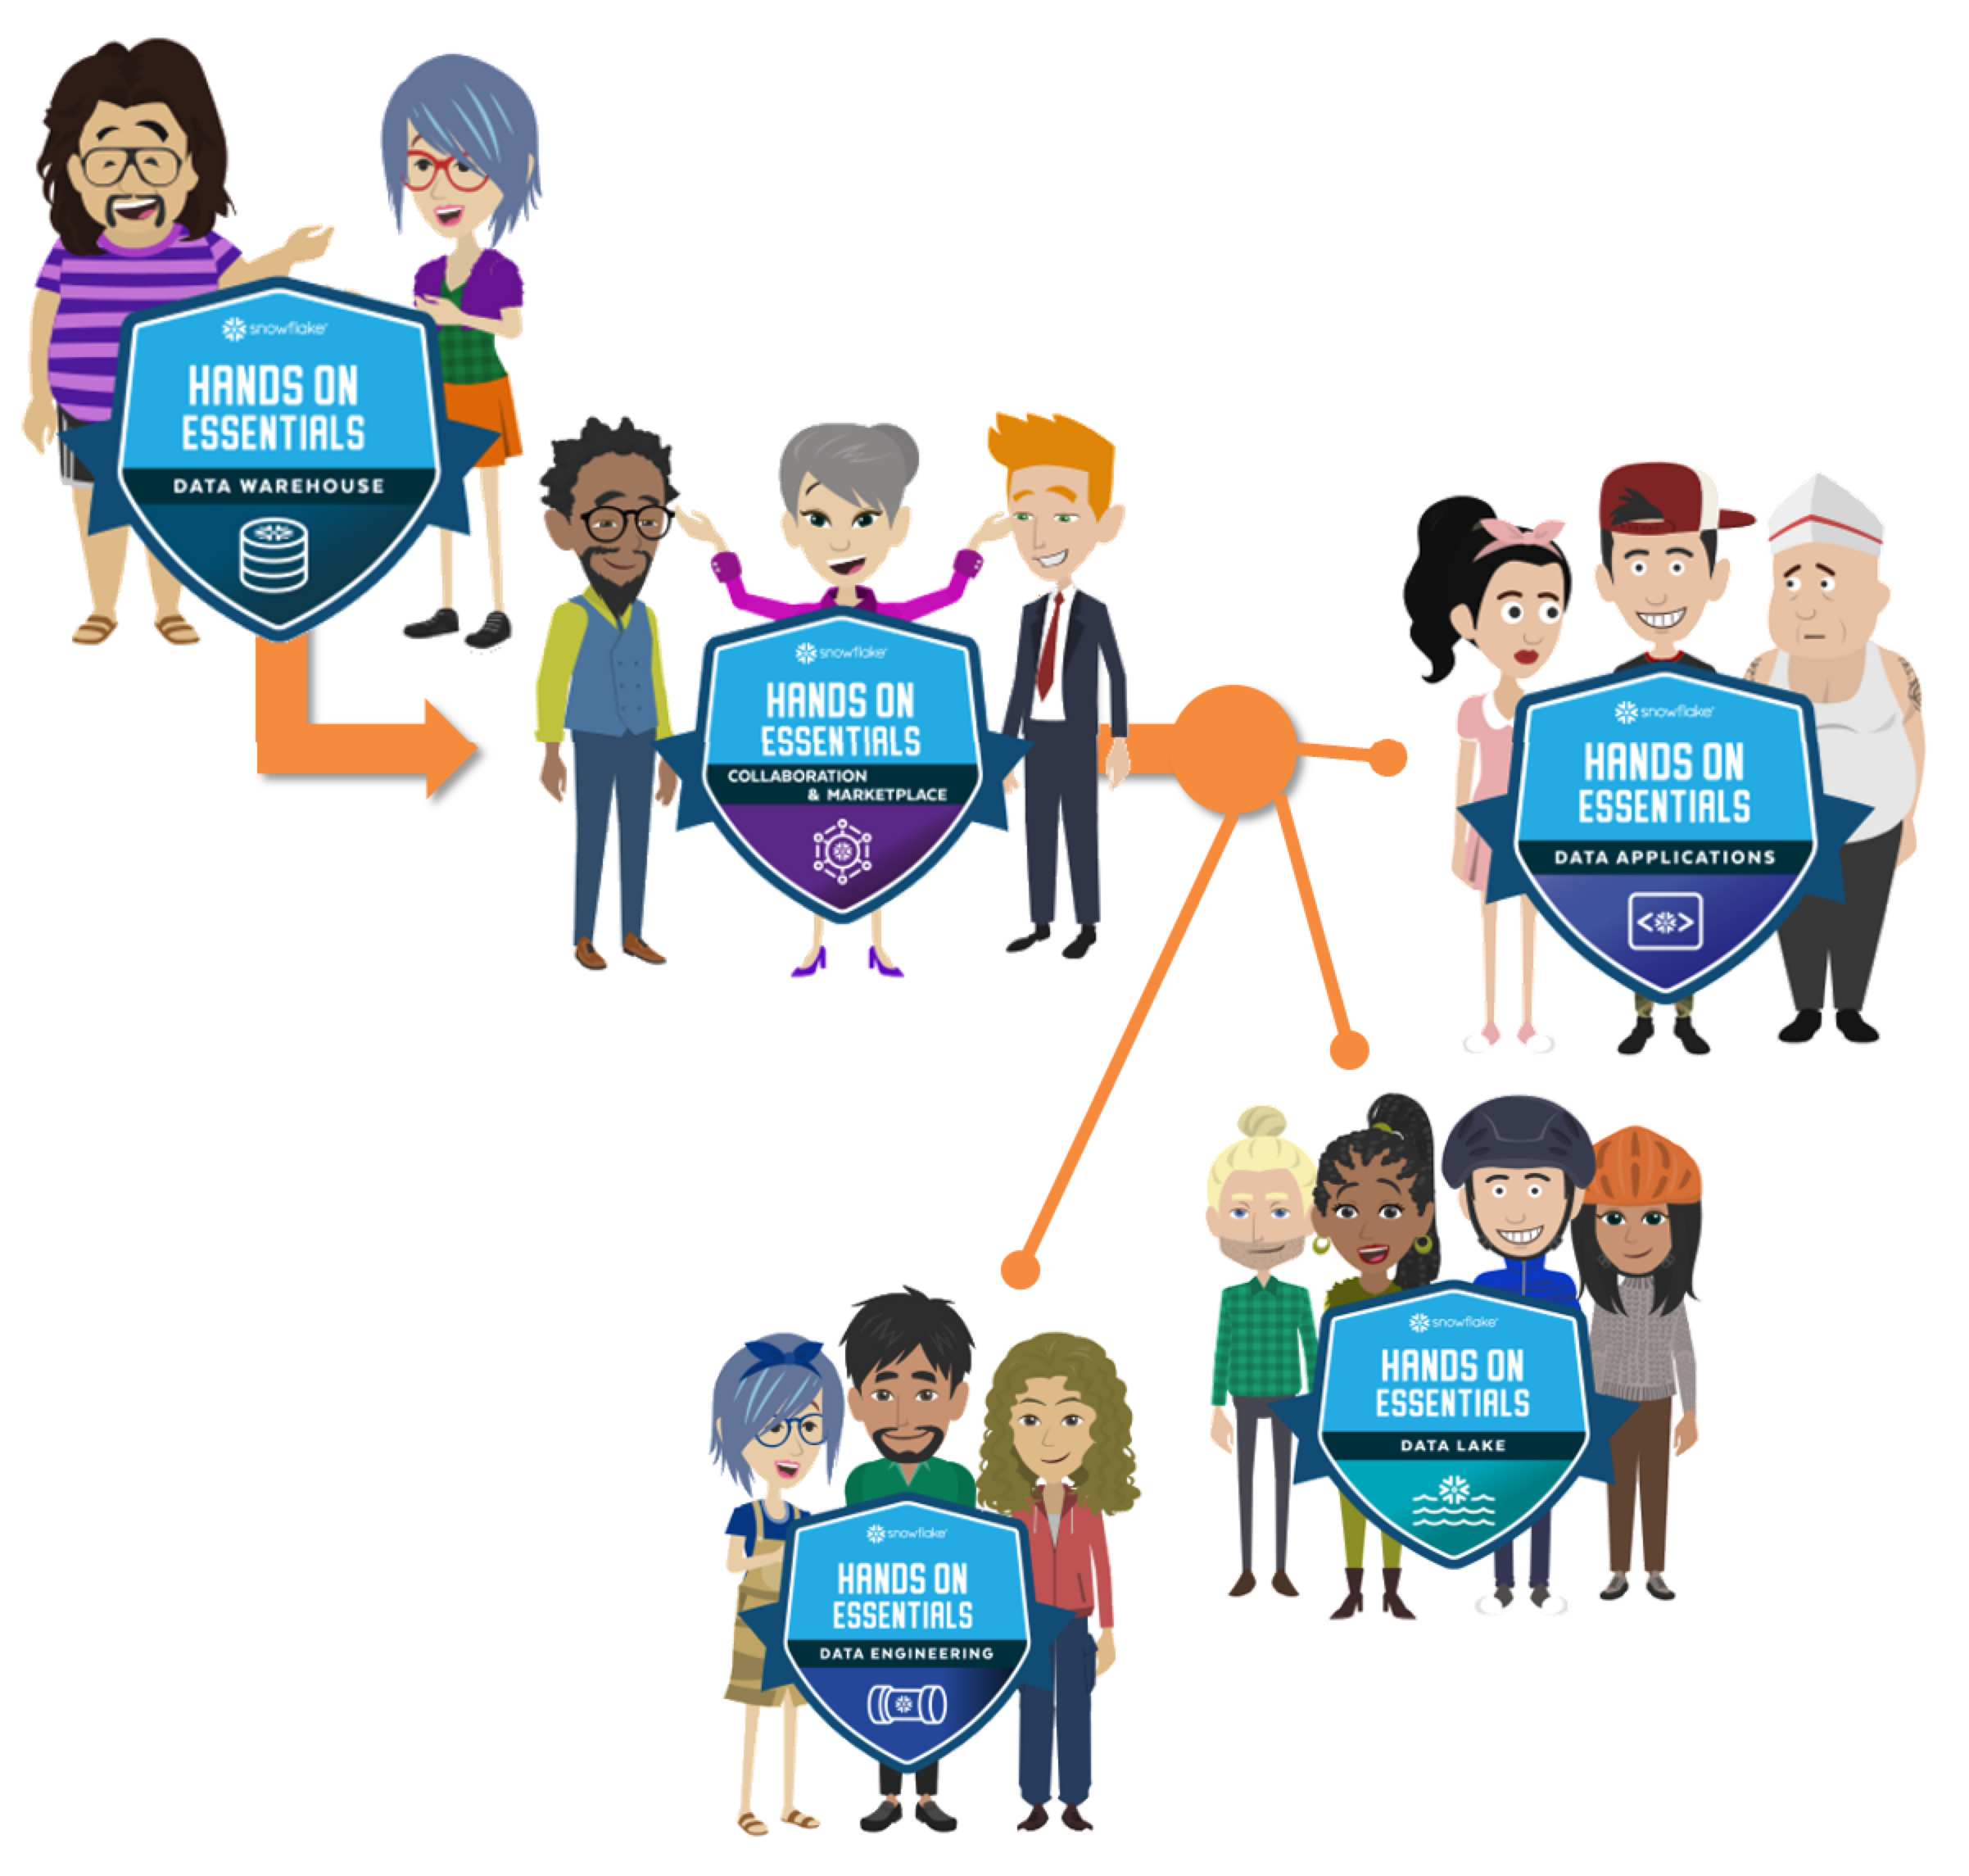 snowflake®
HANDS ON
ESSENTIALS
DATA WAREHOUSE
snowflake®
HANDS ON
ESSENTIALS
COLLABORATION
& MARKETPLACE
snowflake®
HANDS ON
ESSENTIALS
DATA APPLICATIONS
snowflake®
HANDS ON
ESSENTIALS
DATA LAKE
snowflake®
HANDS ON
ESSENTIALS
DATA ENGINEERING